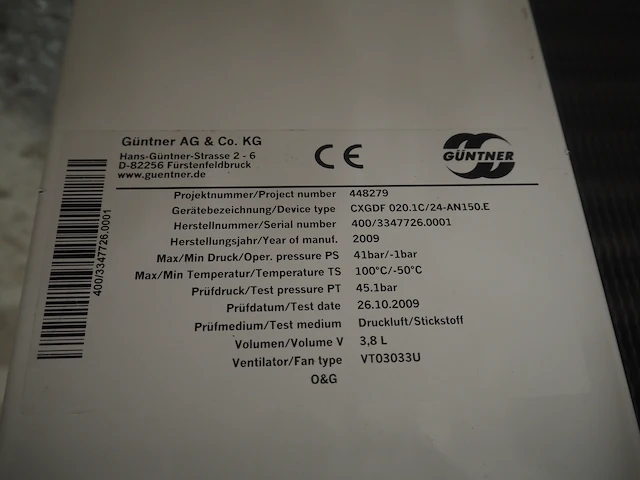 Güntner AG & Co. KG
Hans-Güntner-Strasse 2 - 6
D-82256 Fürstenfeldbruck
www.guentner.de
CE
GÜNTNER
Projektnummer/Project number 448279
Gerätebezeichnung/Device type CXGDF 020.1C/24-AN150.E
Herstellnummer/Serial number 400/3347726.0001
Herstellungsjahr/Year of manuf. 2009
Max/Min Druck/Oper. pressure PS 41bar/-1bar
Max/Min Temperatur/Temperature TS 100°C/-50°C
Prüfdruck/Test pressure PT 45.1bar
Prüfdatum/Test date 26.10.2009
Prüfmedium/Test medium Druckluft/Stickstoff
Volumen/Volume V 3,8 L
Ventilator/Fan type VT03033U
O&G
400/3347726.0001